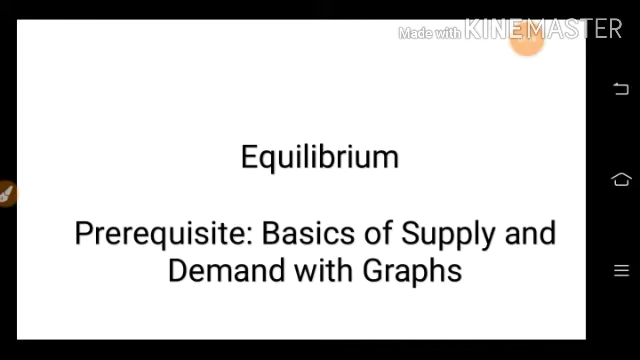 Made with KINEMASTER
Equilibrium
Prerequisite: Basics of Supply and
Demand with Graphs